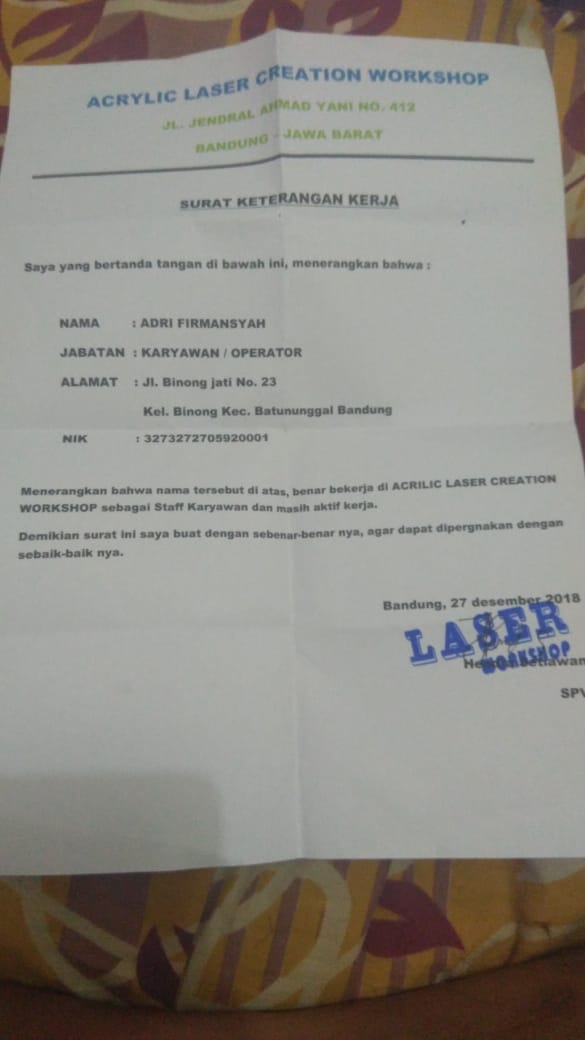 ACRYLIC LASER CREATION WORKSHOP
JL. JENDRAL AHMAD YANI NO. 412
BANDUNG - JAWA BARAT
SURAT KETERANGAN KERJA
Saya yang bertanda tangan di bawah ini, menerangkan bahwa :
NAMA : ADRI FIRMANSYAH
JABATAN : KARYAWAN / OPERATOR
ALAMAT : Jl. Binong jati No. 23
Kel. Binong Kec. Batununggal Bandung
NIK : 3273272705920001
Menerangkan bahwa nama tersebut di atas, benar bekerja di ACRILIC LASER CREATION
WORKSHOP sebagai Staff Karyawan dan masih aktif kerja.
Demikian surat ini saya buat dengan sebenar-benar nya, agar dapat dipergnakan dengan
sebaik-baik nya.
Bandung, 27 desember 2018
LASER
WORKSHOP
SPV